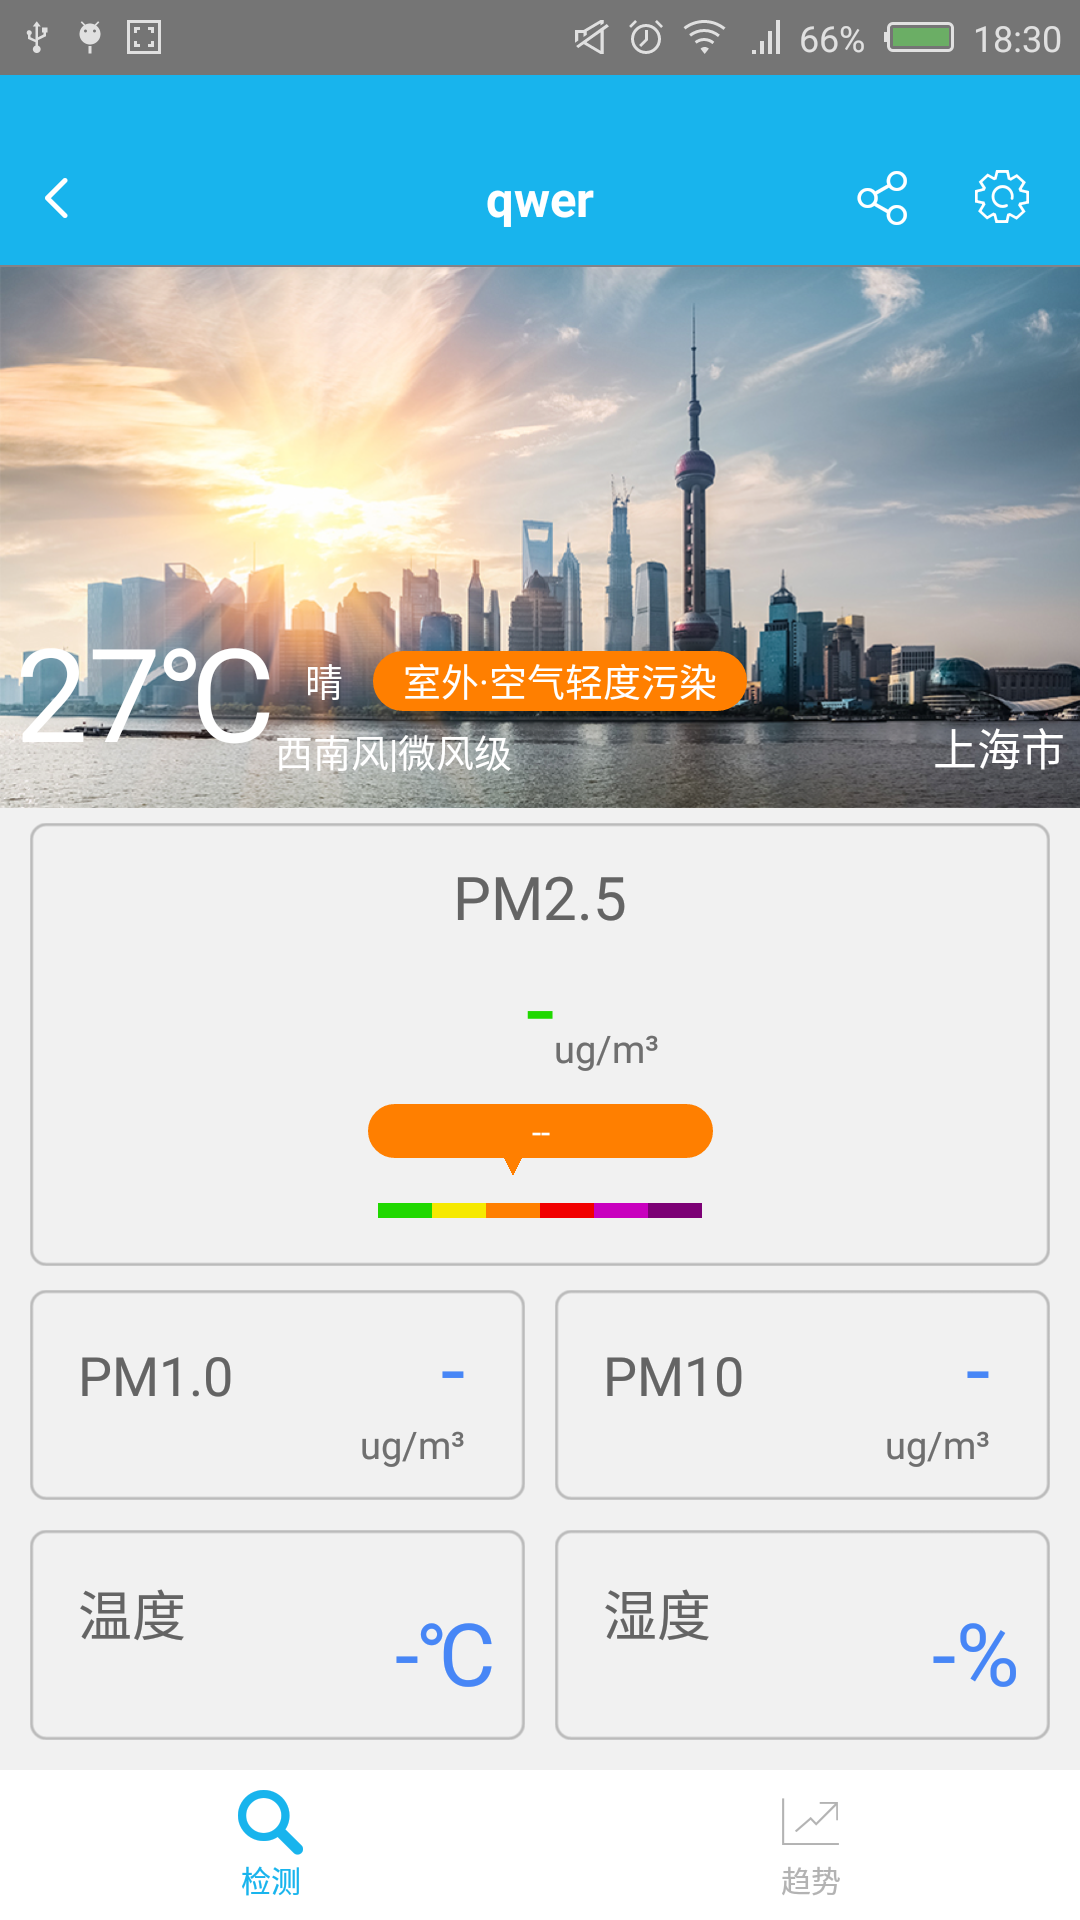 66% 18:30
qwer
27℃ 晴 室外·空气轻度污染
西南风|微风级 上海市
PM2.5
-
ug/m³
--
PM1.0 -
ug/m³
PM10 -
ug/m³
温度
-℃
湿度
-%
检测 趋势